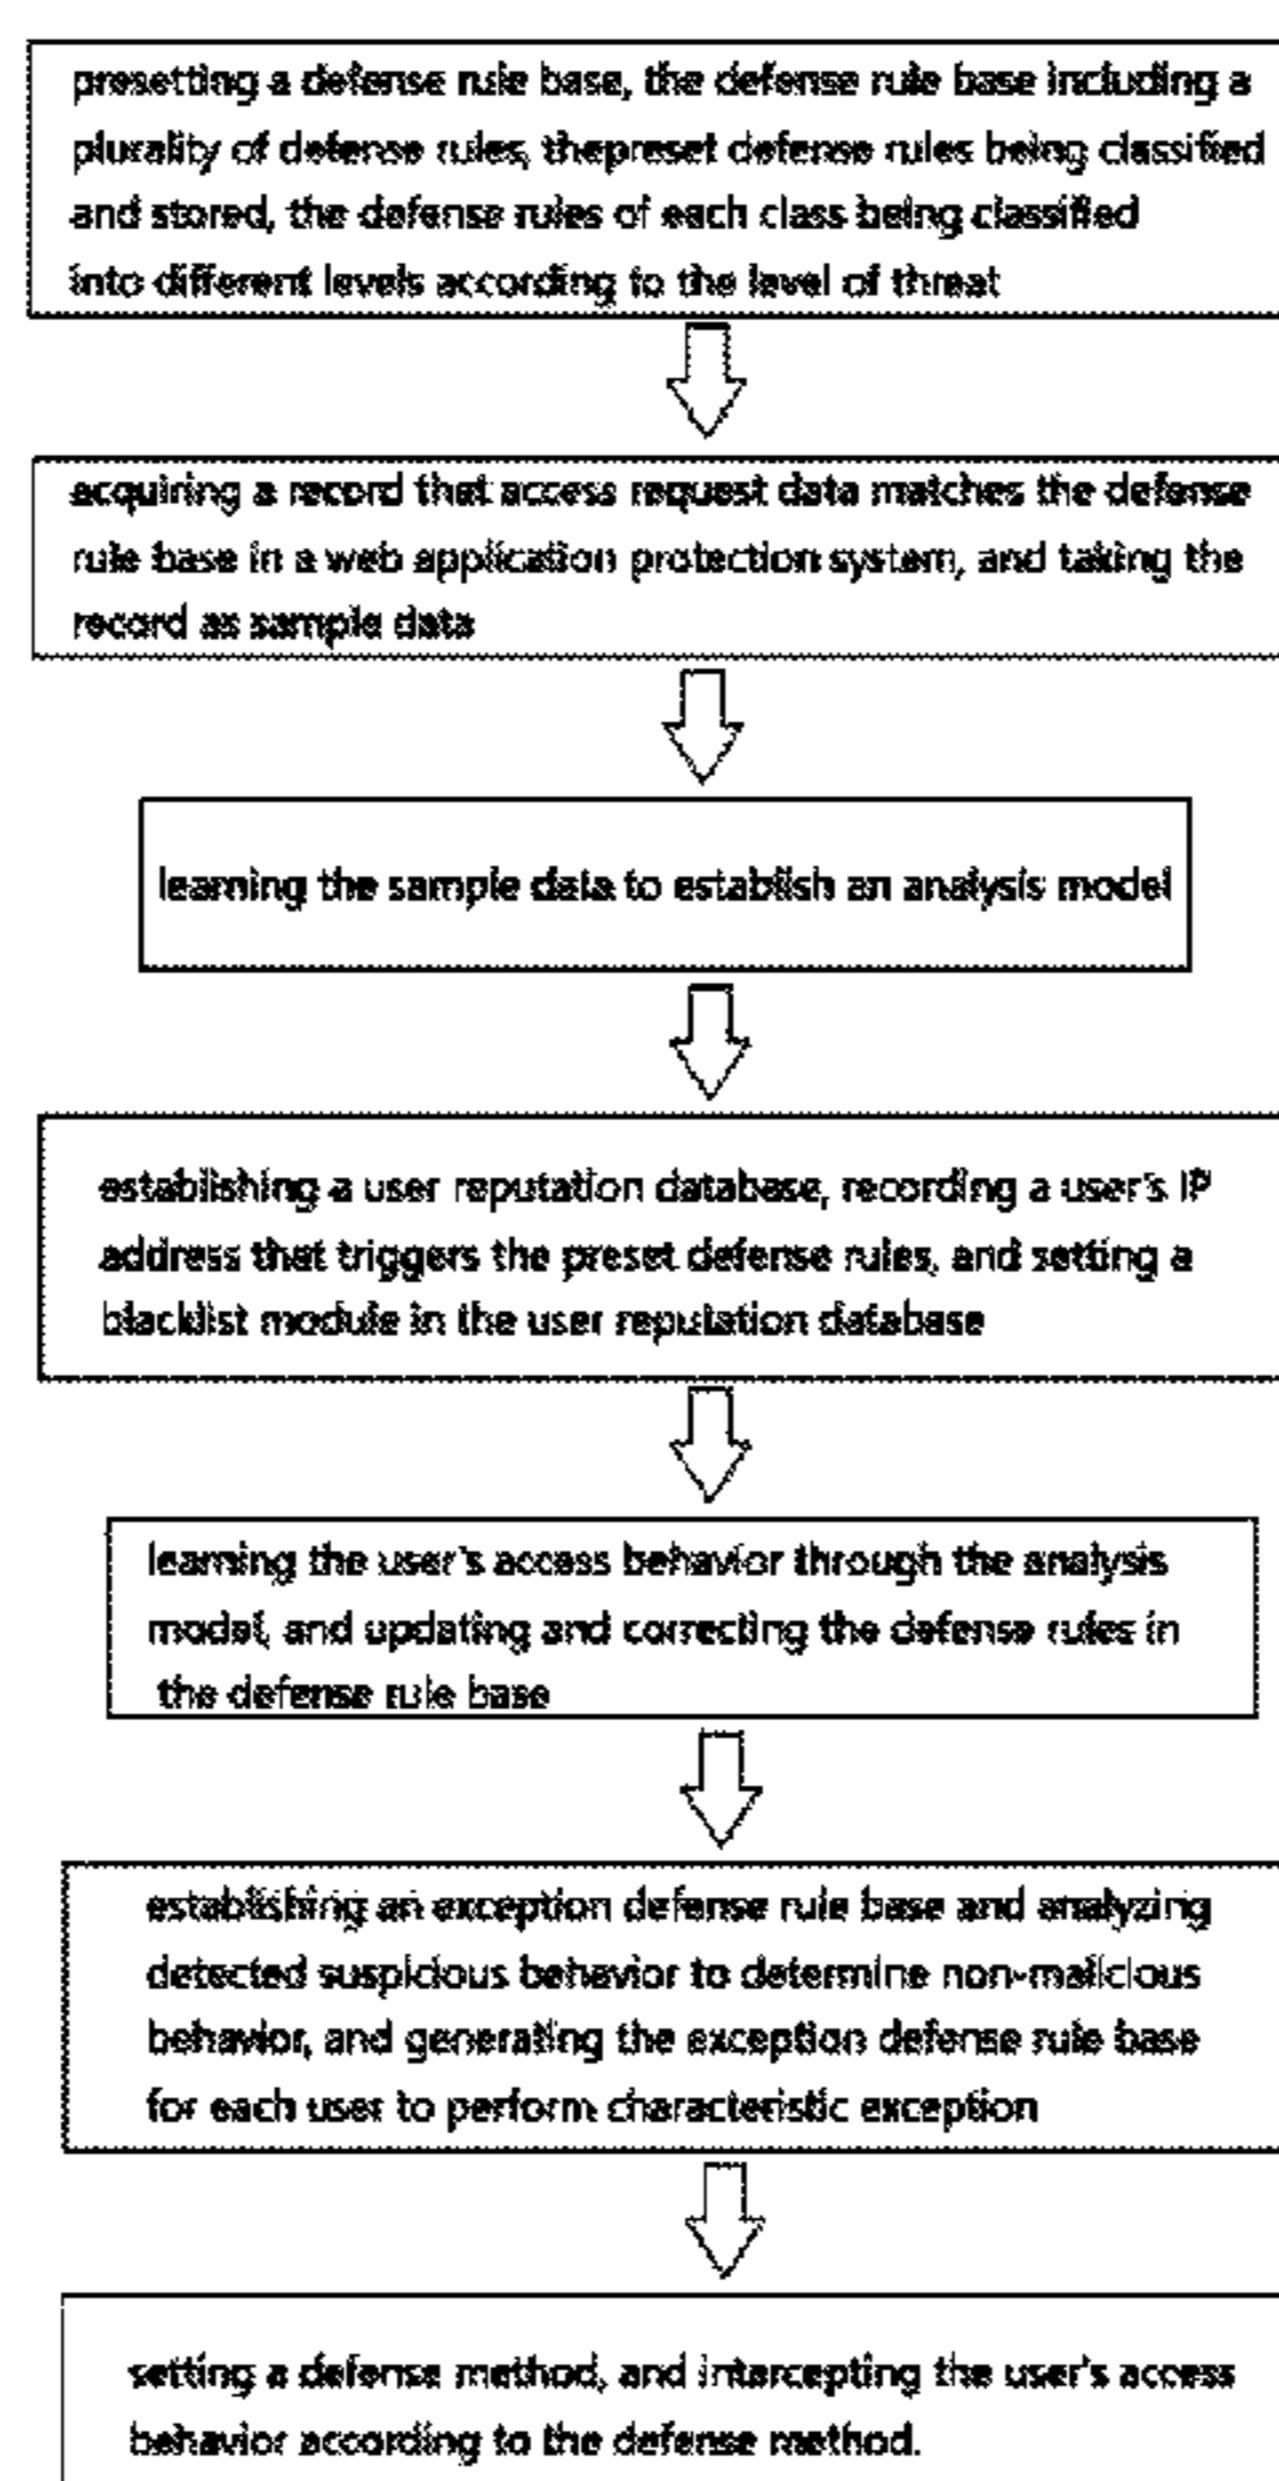 presetting a defense rule base, the defense rule base including a
plurality of defense rules, thepreset defense rules being classified
and stored, the defense rules of each class being classified
into different levels according to the level of threat
acquiring a record that access request data matches the defense
rule base in a web application protection system, and taking the
record as sample data
learning the sample data to establish an analysis model
establishing a user reputation database, recording a user's IP
address that triggers the preset defense rules, and setting a
blacklist module in the user reputation database
learning the user's access behavior through the analysis
model, and updating and correcting the defense rules in
the defense rule base
establishing an exception defense rule base and analyzing
detected suspicious behavior to determine non-malicious
behavior, and generating the exception defense rule base
for each user to perform characteristic exception
setting a defense method, and intercepting the user's access
behavior according to the defense method.